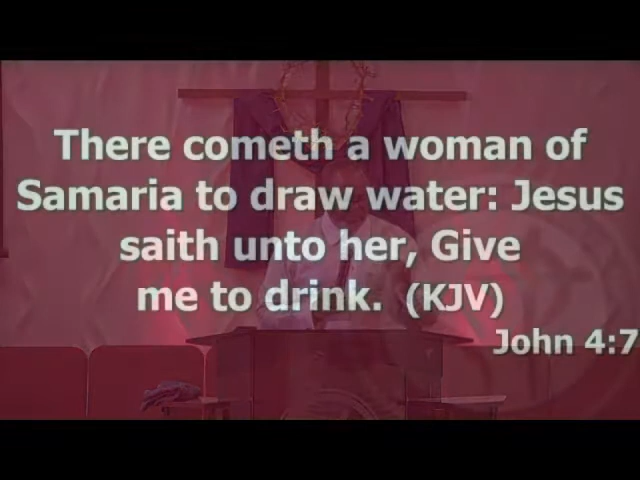 There cometh a woman of
Samaria to draw water: Jesus
saith unto her, Give
me to drink. (KJV)
John 4:7